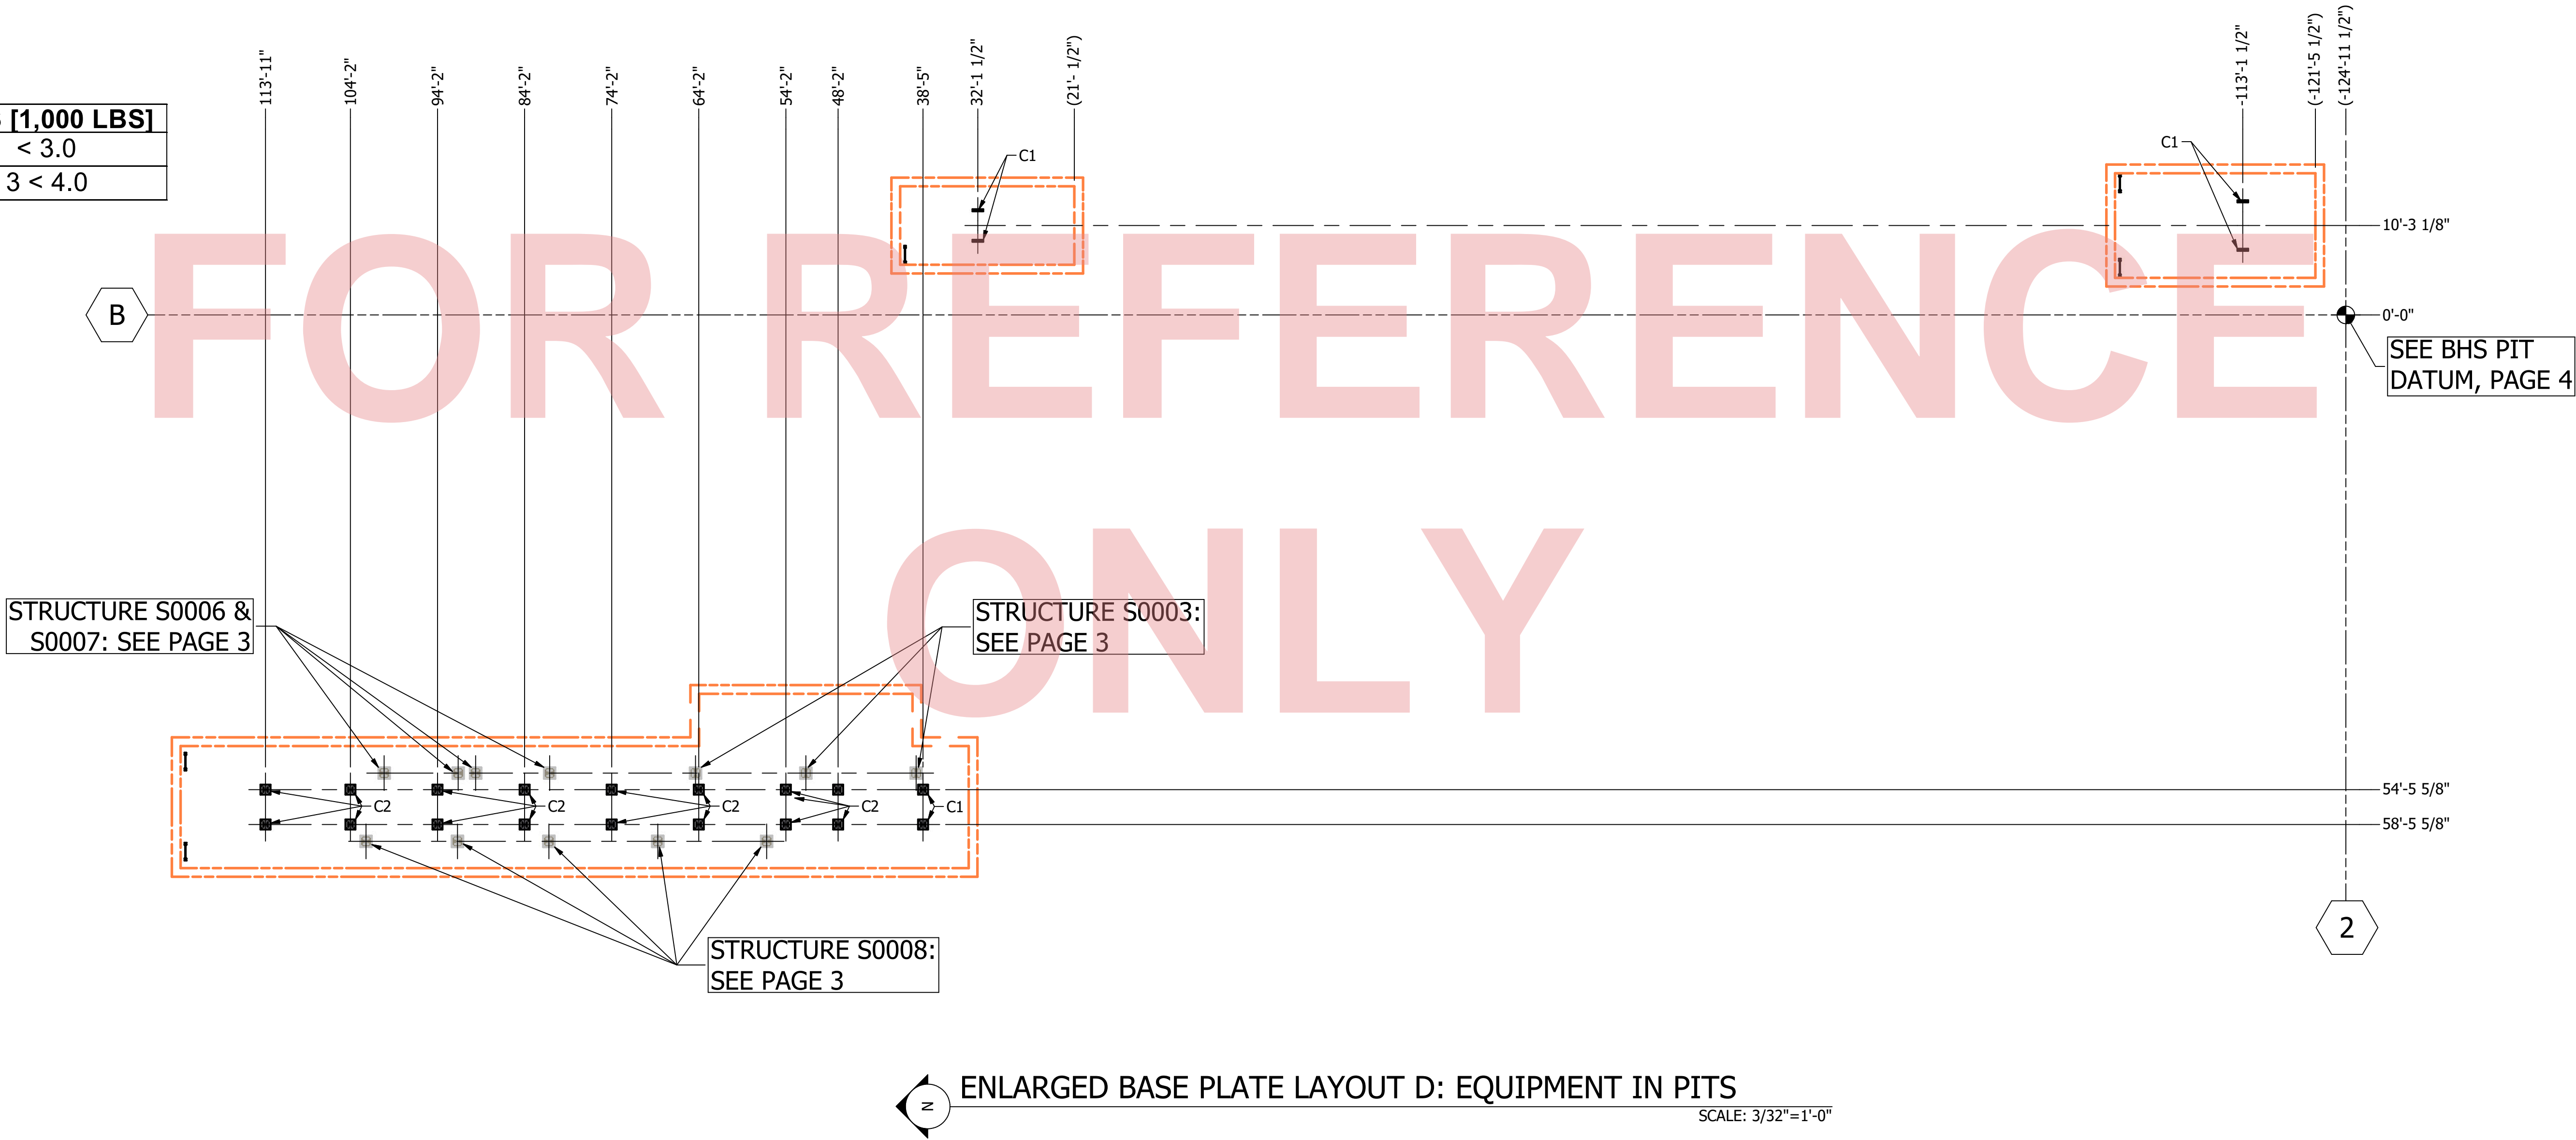 113'-11"
104'-2"
94'-2"
84'-2"
74'-2"
64'-2"
54'-2"
48'-2"
38'-5"
32'-1 1/2"
(21'- 1/2")
-113'-1 1/2"
(-121'-5 1/2")
(-124'-11 1/2")
[1,000 LBS]
< 3.0
3 < 4.0
C1
C1
10'-3 1/8"
B
0'-0"
SEE BHS PIT
DATUM, PAGE 4
FOR REFERENCE
ONLY
STRUCTURE S0006 &
S0007: SEE PAGE 3
STRUCTURE S0003:
SEE PAGE 3
54'-5 5/8"
C2
C2
C2
C2
C1
58'-5 5/8"
STRUCTURE S0008:
SEE PAGE 3
2
N
ENLARGED BASE PLATE LAYOUT D: EQUIPMENT IN PITS
SCALE: 3/32"=1'-0"